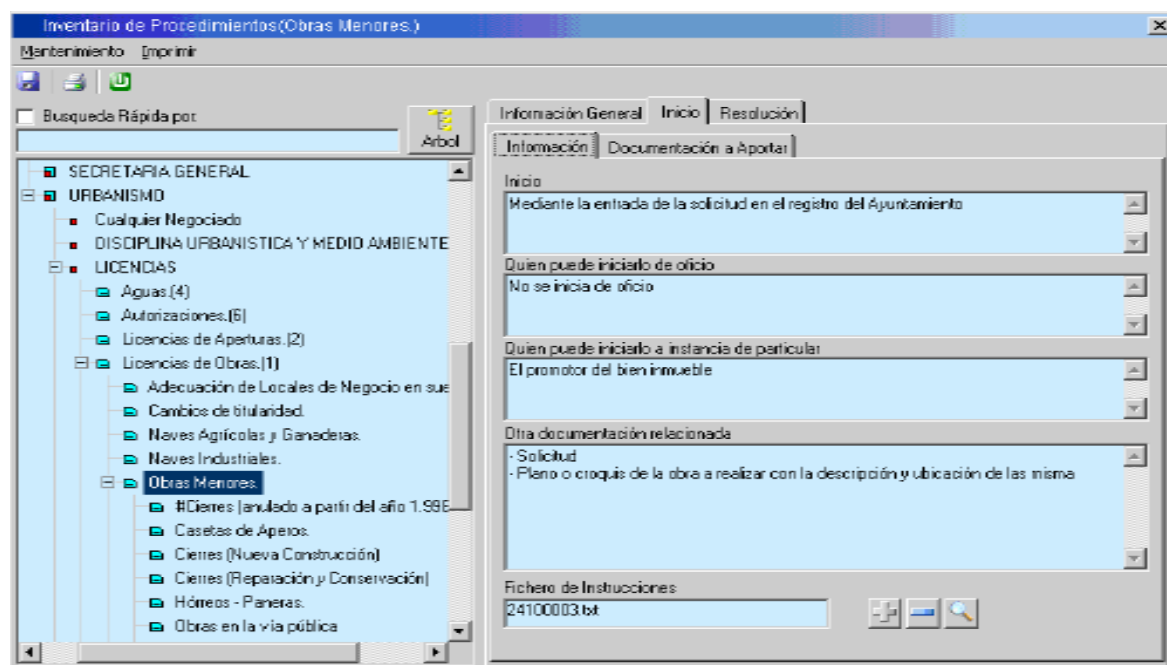 Inventario de Procedimientos(Obras Menores.)
Mantenimiento Imprimir
Busqueda Rápida por:
Arbol
SECRETARIA GENERAL
URBANISMO
Cualquier Negociado
DISCIPLINA URBANISTICA Y MEDIO AMBIENTE
LICENCIAS
Aguas.(4)
Autorizaciones.(6)
Licencias de Aperturas.(2)
Licencias de Obras.(1)
Adecuación de Locales de Negocio en sue
Cambios de titularidad.
Naves Agrícolas y Ganaderas.
Naves Industriales.
Obras Menores.
#Cierres (anulado a partir del año 1.998
Casetas de Aperos.
Cierres (Nueva Construcción)
Cierres (Reparación y Conservación)
Hórreos - Paneras.
Obras en la vía pública
Información General Inicio Resolución
Información Documentación a Aportar
Inicio
Mediante la entrada de la solicitud en el registro del Ayuntamiento
Quien puede iniciarlo de oficio
No se inicia de oficio
Quien puede iniciarlo a instancia de particular
El promotor del bien inmueble
Otra documentación relacionada
- Solicitud
- Plano o croquis de la obra a realizar con la descripción y ubicación de las misma
Fichero de Instrucciones
24100003.txt